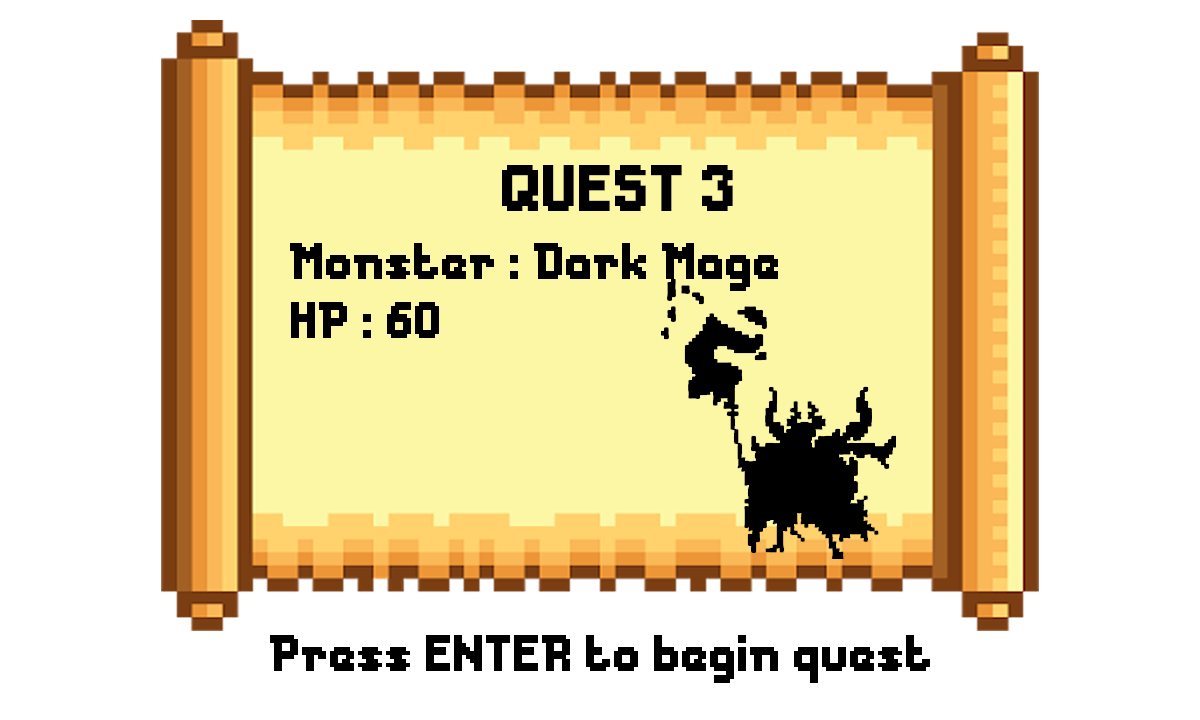 QUEST 3
Monster : Dark Mage
HP : 60
Press ENTER to begin quest